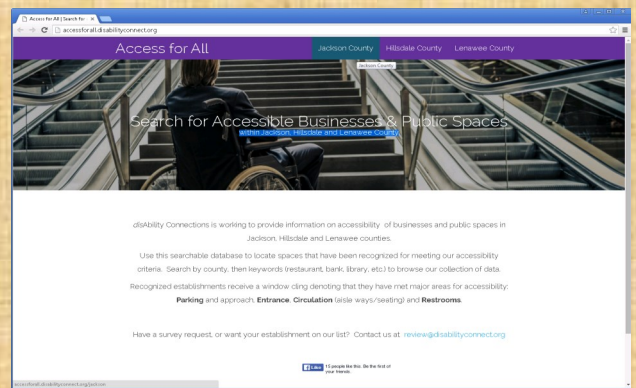 Access for All | Search for
accessforall.disabilityconnect.org
Access for All
Jackson County Hillsdale County Lenawee County
Jackson County
Search for Accessible Businesses & Public Spaces
within Jackson, Hillsdale and Lenawee County
disAbility Connections is working to provide information on accessibility of businesses and public spaces in
Jackson, Hillsdale and Lenawee counties.
Use this searchable database to locate spaces that have been recognized for meeting our accessibility
criteria. Search by county, then keywords (restaurant, bank, library, etc.) to browse our collection of data.
Recognized establishments receive a window cling denoting that they have met major areas for accessibility:
Parking and approach, Entrance, Circulation (aisle ways/seating) and Restrooms.
Have a survey request, or want your establishment on our list? Contact us at review@disabilityconnect.org
Like 15 people like this. Be the first of
your friends.
accessforall.disabilityconnect.org/jackson